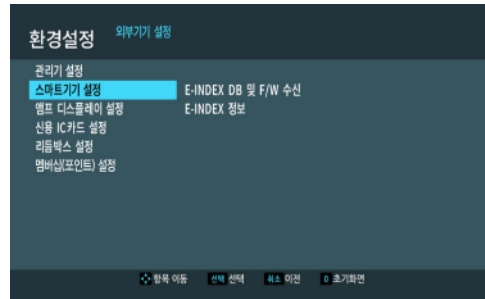 환경설정 외부기기 설정
관리기 설정
스마트기기 설정 E-INDEX DB 및 F/W 수신
앰프 디스플레이 설정 E-INDEX 정보
신용 IC카드 설정
리듬박스 설정
멤버십(포인트) 설정
항목 이동 선택 선택 취소 이전 0 초기화면